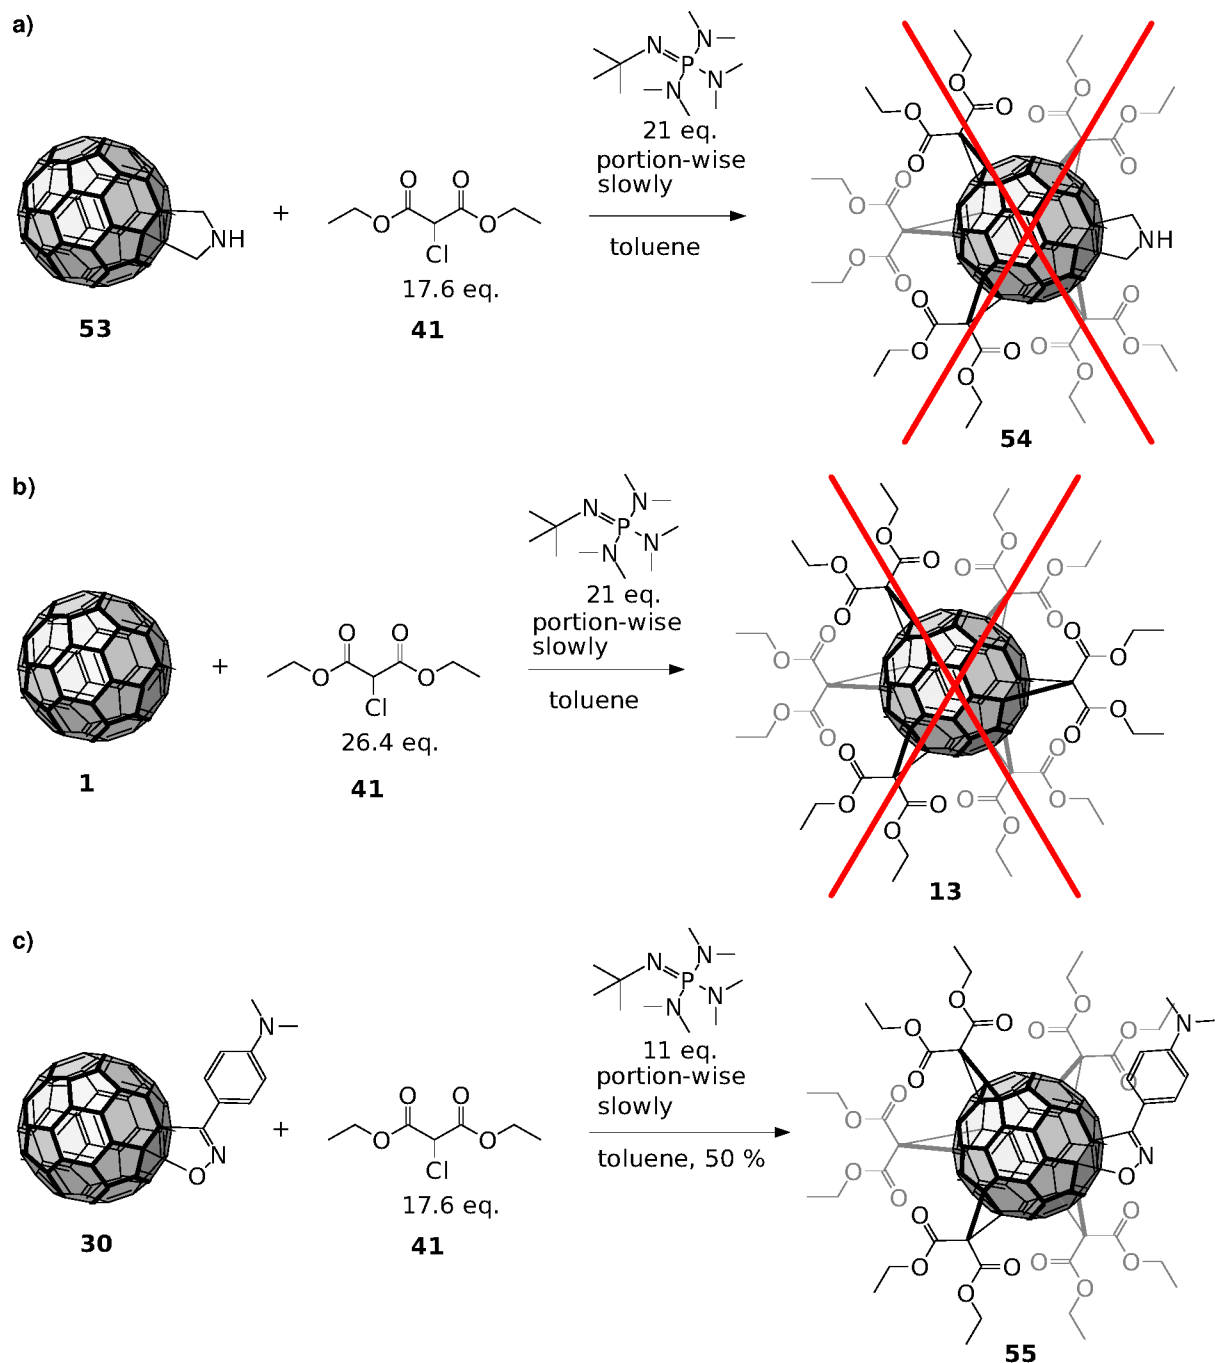 a)
N
N
P
N
N
21 eq.
portion-wise
slowly
toluene
NH
+
O O
O O
Cl
17.6 eq.
53
41
O O
O O O O
O O
O O
NH
O O
O O O O
O O
54
b)
N
N
P
N
N
21 eq.
portion-wise
slowly
toluene
+
O O
O O
Cl
26.4 eq.
1
41
O O
O O O O
O O
O O O
O O O
O O O O
O O
13
c)
N
N
P
N
N
11 eq.
portion-wise
slowly
toluene, 50 %
N
N
O
+
O O
O O
Cl
17.6 eq.
30
41
O O N
O O O O
O O
O O
N
O
O O
O O O O
O O
55